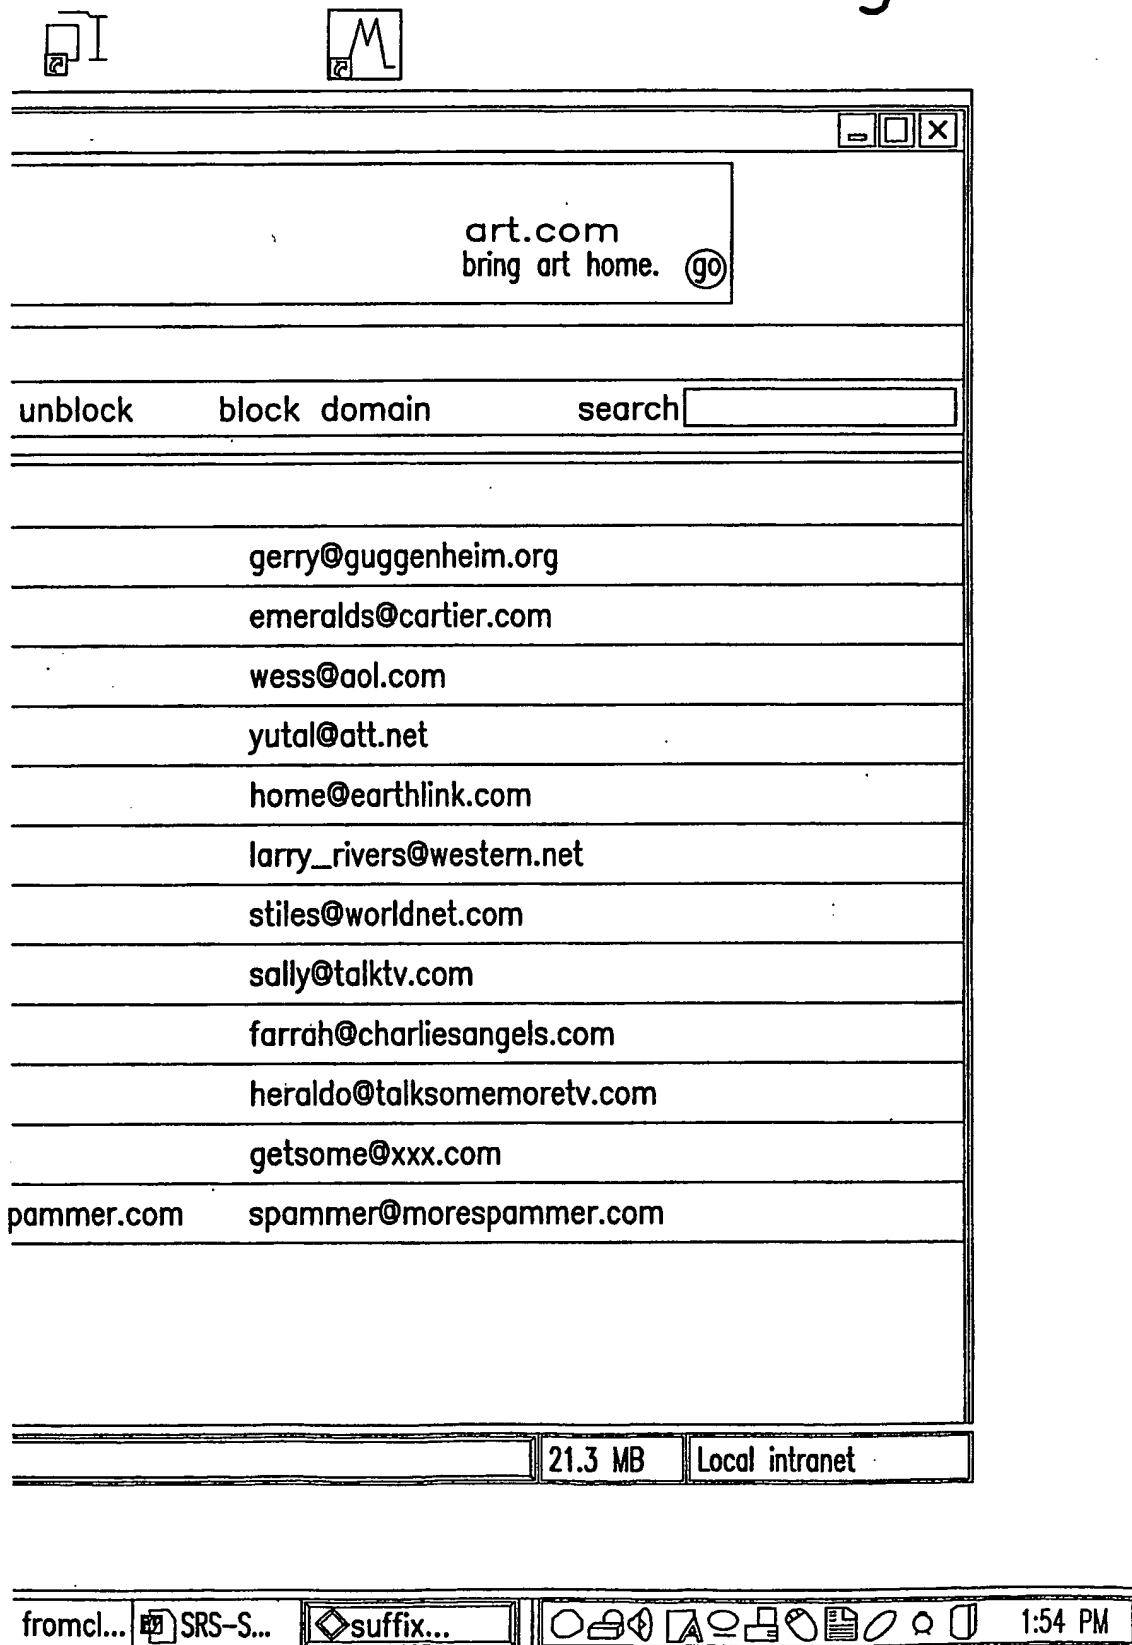 art.com
bring art home. go
unblock block domain search
gerry@guggenheim.org
emeralds@cartier.com
wess@aol.com
yutal@att.net
home@earthlink.com
larry_rivers@western.net
stiles@worldnet.com
sally@talktv.com
farrah@charliesangels.com
heraldo@talksomemoretv.com
getsome@xxx.com
pammer.com spammer@morespammer.com
21.3 MB Local intranet
fromcl... SRS-S... suffix... 1:54 PM